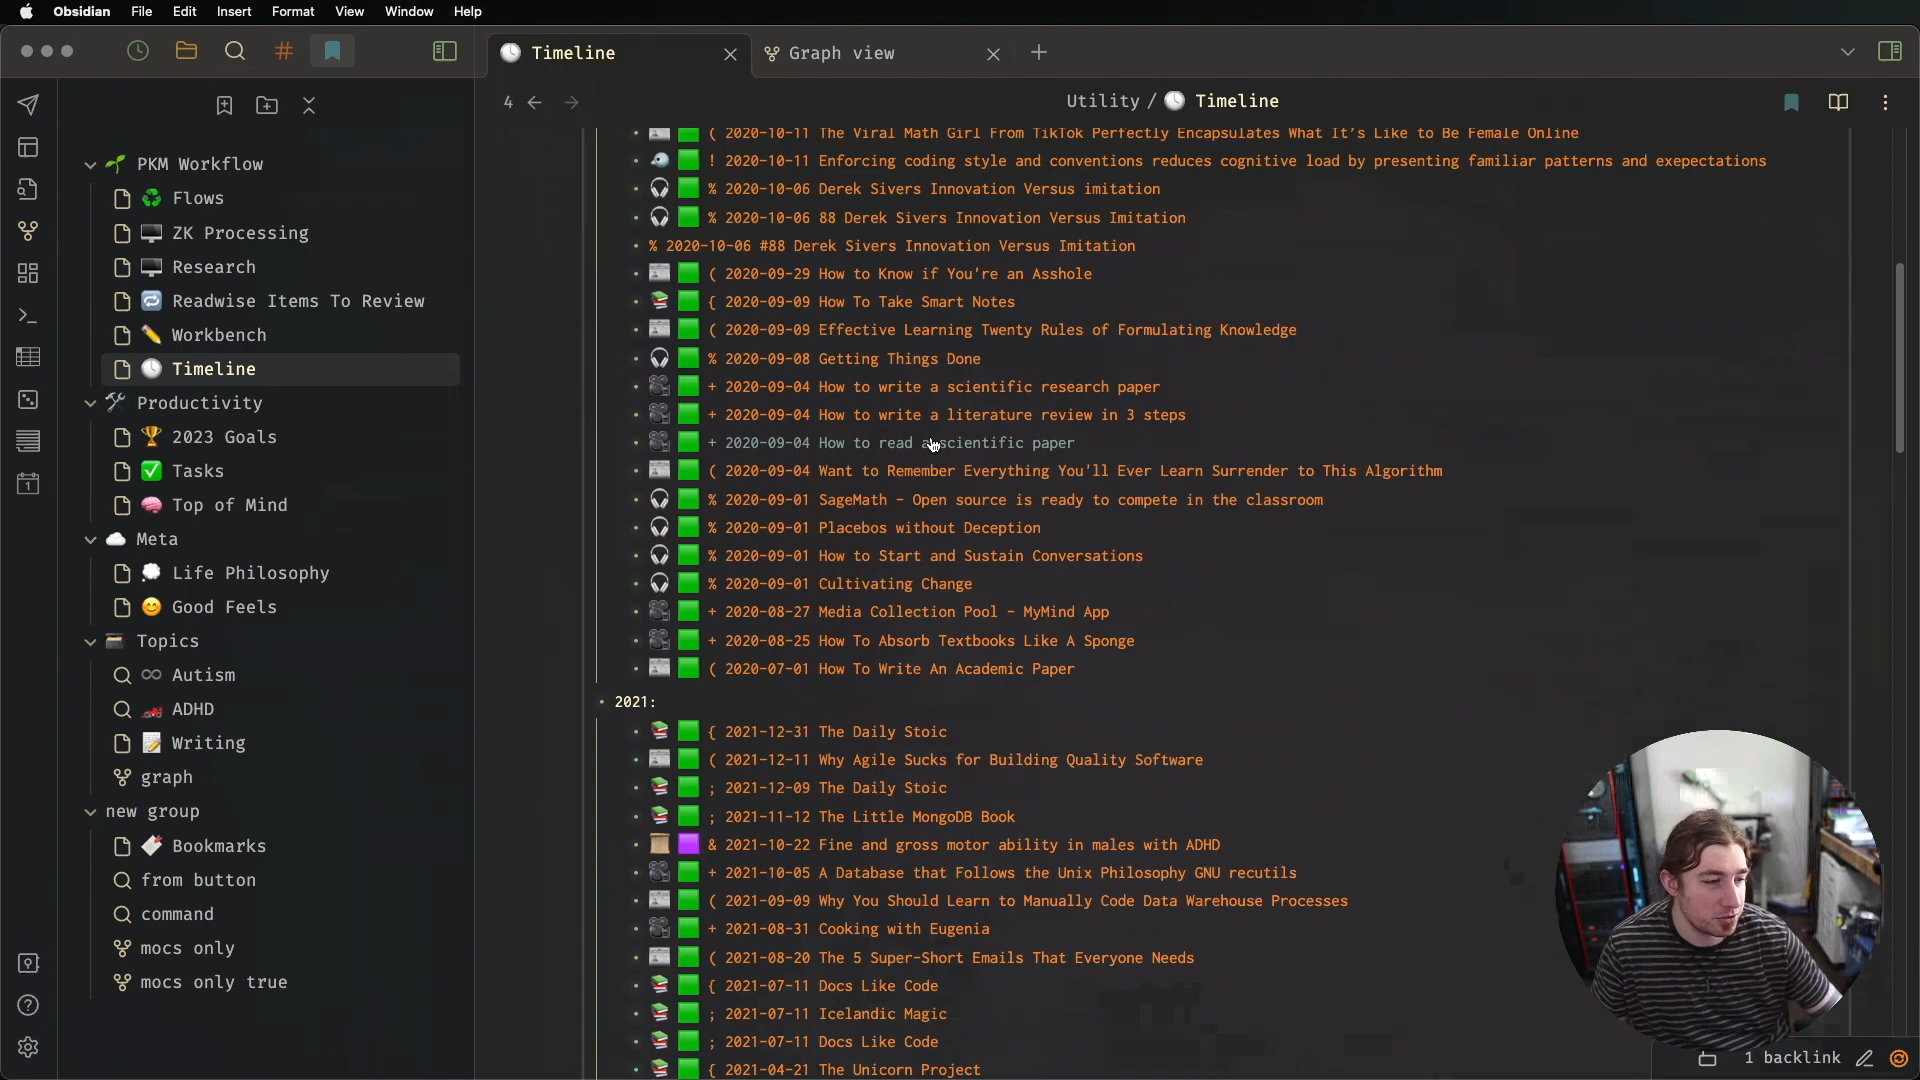 Obsidian File Edit Insert Format View Window Help
Timeline
Graph view
4
Utility / Timeline
PKM Workflow
Flows
ZK Processing
Research
Readwise Items To Review
Workbench
Timeline
Productivity
2023 Goals
Tasks
Top of Mind
Meta
Life Philosophy
Good Feels
Topics
Autism
ADHD
Writing
graph
new group
Bookmarks
from button
command
mocs only
mocs only true
( 2020-10-11 The Viral Math Girl From TikTok Perfectly Encapsulates What It's Like to Be Female Online
! 2020-10-11 Enforcing coding style and conventions reduces cognitive load by presenting familiar patterns and exepectations
% 2020-10-06 Derek Sivers Innovation Versus imitation
% 2020-10-06 88 Derek Sivers Innovation Versus Imitation
% 2020-10-06 #88 Derek Sivers Innovation Versus Imitation
( 2020-09-29 How to Know if You're an Asshole
{ 2020-09-09 How To Take Smart Notes
( 2020-09-09 Effective Learning Twenty Rules of Formulating Knowledge
% 2020-09-08 Getting Things Done
+ 2020-09-04 How to write a scientific research paper
+ 2020-09-04 How to write a literature review in 3 steps
+ 2020-09-04 How to read a scientific paper
( 2020-09-04 Want to Remember Everything You'll Ever Learn Surrender to This Algorithm
% 2020-09-01 SageMath - Open source is ready to compete in the classroom
% 2020-09-01 Placebos without Deception
% 2020-09-01 How to Start and Sustain Conversations
% 2020-09-01 Cultivating Change
+ 2020-08-27 Media Collection Pool - MyMind App
+ 2020-08-25 How To Absorb Textbooks Like A Sponge
( 2020-07-01 How To Write An Academic Paper
2021:
{ 2021-12-31 The Daily Stoic
( 2021-12-11 Why Agile Sucks for Building Quality Software
; 2021-12-09 The Daily Stoic
; 2021-11-12 The Little MongoDB Book
& 2021-10-22 Fine and gross motor ability in males with ADHD
+ 2021-10-05 A Database that Follows the Unix Philosophy GNU recutils
( 2021-09-09 Why You Should Learn to Manually Code Data Warehouse Processes
+ 2021-08-31 Cooking with Eugenia
( 2021-08-20 The 5 Super-Short Emails That Everyone Needs
{ 2021-07-11 Docs Like Code
; 2021-07-11 Icelandic Magic
; 2021-07-11 Docs Like Code
{ 2021-04-21 The Unicorn Project
1 backlink